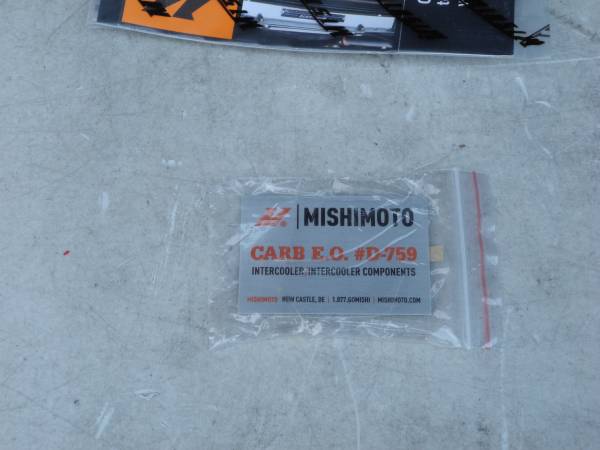 MISHIMOTO
CARB E.O. #D-759
INTERCOOLER/INTERCOOLER COMPONENTS
MISHIMOTO NEW CASTLE, DE | 1.877.GOMISHI | MISHIMOTO.COM